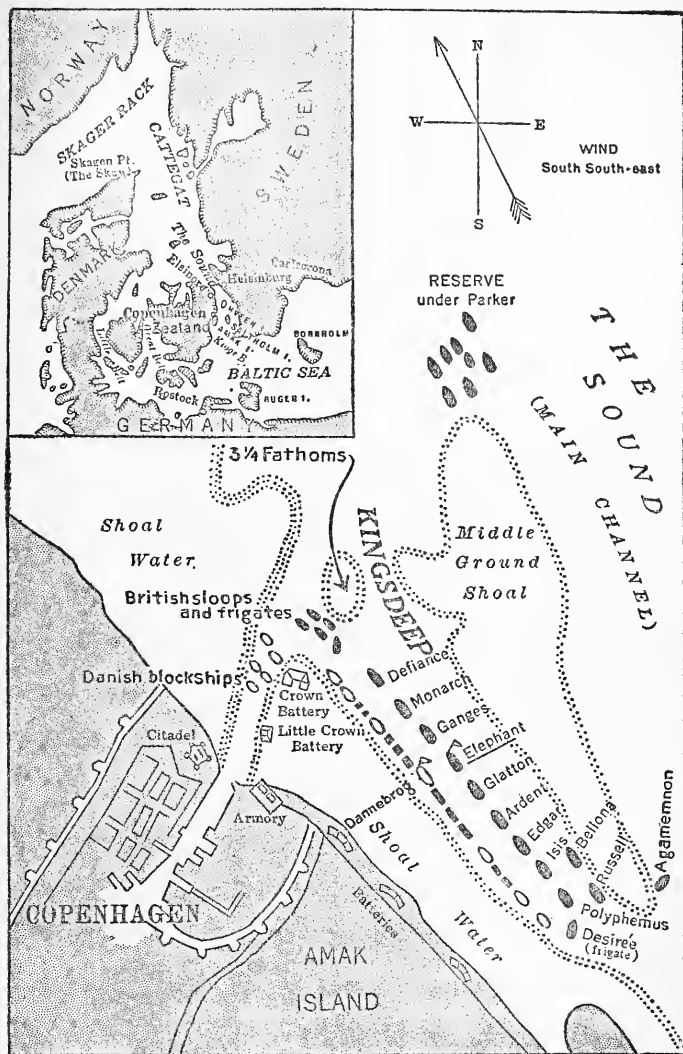 NORWAY
SKAGER RACK
Skagen Pt.
(The Skaw)
CATTEGAT
SWEDEN
DENMARK
The Sound
Elsinore
Helsinburg
Carlscrona
Copenhagen
Zealand
SALTHOLM I.
BORNHOLM
BALTIC SEA
Rostock
RUGEN I.
GERMANY
N
W
E
S
WIND
South South-east
RESERVE
under Parker
THE
SOUND
(MAIN CHANNEL)
3¼ Fathoms
Shoal
Water
KINGSDEEP
Middle
Ground
Shoal
British sloops
and frigates
Danish blockships
Crown
Battery
Little Crown
Battery
Citadel
Armory
Defiance
Monarch
Ganges
Elephant
Glatton
Ardent
Edgar
Isis
Bellona
Russell
Agamemnon
Polyphemus
Desireé
(frigate)
Dannebrog
Shoal
Water
Batteries
COPENHAGEN
AMAK
ISLAND